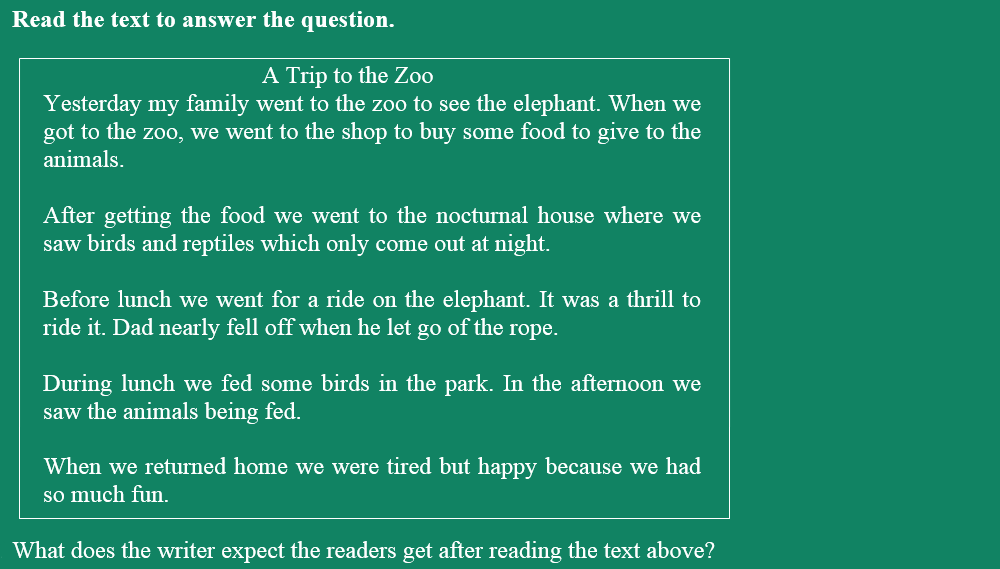 Read the text to answer the question.
A Trip to the Zoo
Yesterday my family went to the zoo to see the elephant. When we
got to the zoo, we went to the shop to buy some food to give to the
animals.
After getting the food we went to the nocturnal house where we
saw birds and reptiles which only come out at night.
Before lunch we went for a ride on the elephant. It was a thrill to
ride it. Dad nearly fell off when he let go of the rope.
During lunch we fed some birds in the park. In the afternoon we
saw the animals being fed.
When we returned home we were tired but happy because we had
so much fun.
What does the writer expect the readers get after reading the text above?